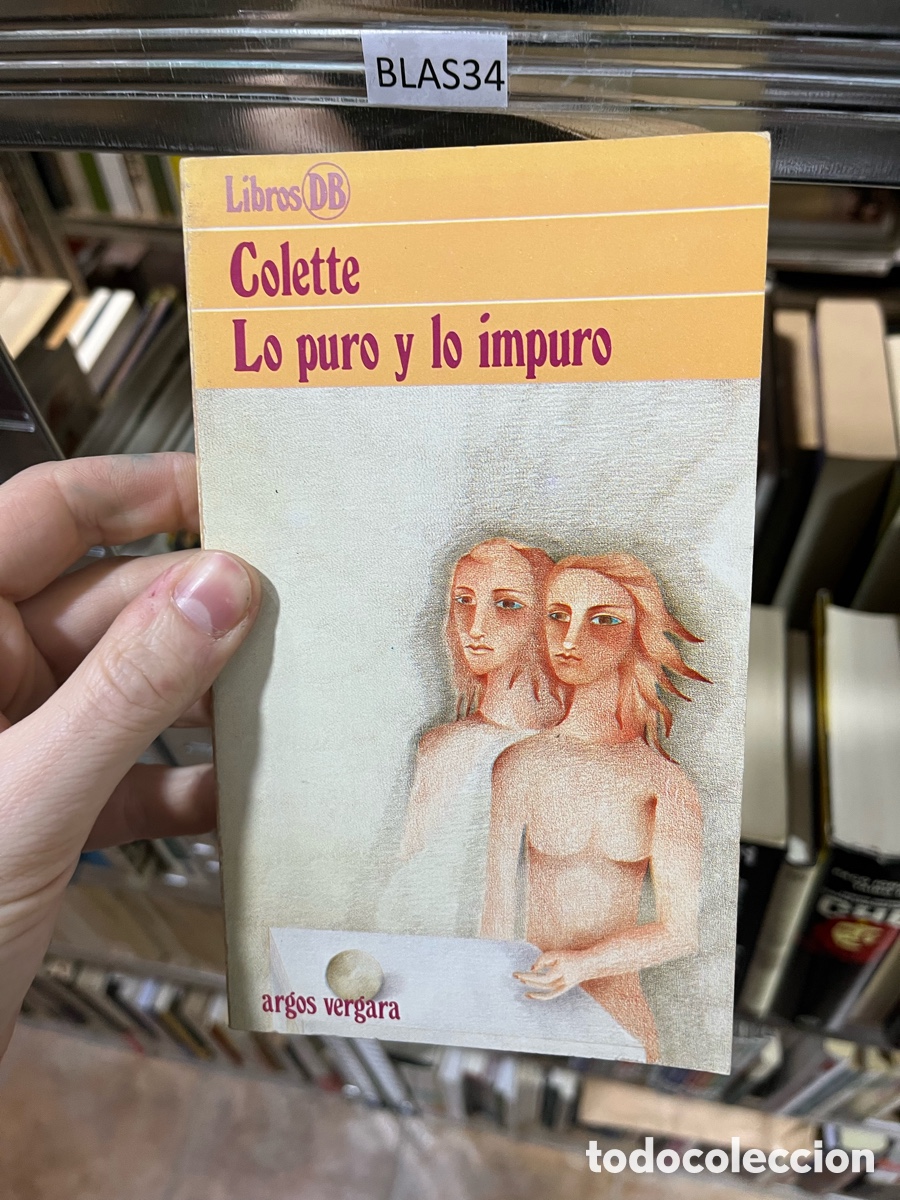 BLAS34
Libros DB
Colette
Lo puro y lo impuro
argos vergara
todocoleccion